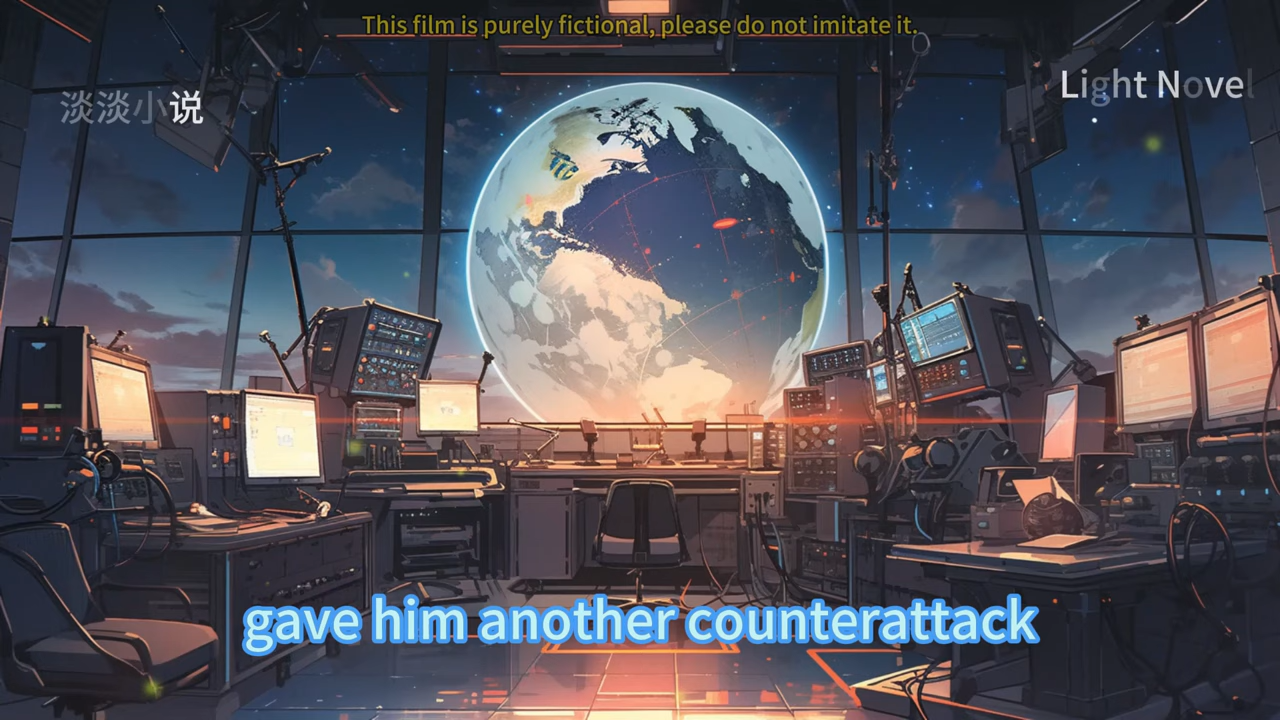 This film is purely fictional, please do not imitate it.
淡淡小说
Light Novel
gave him another counterattack